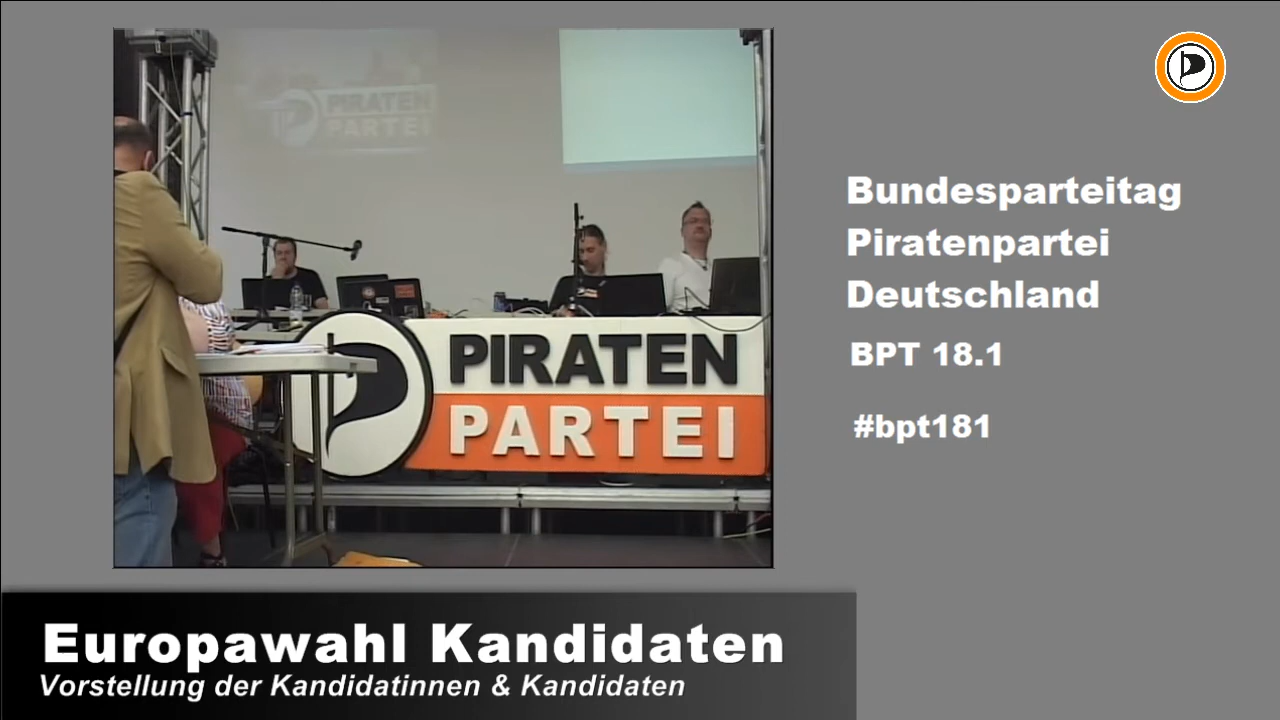 PIRATEN
PARTEI
PIRATEN
PARTEI
Bundesparteitag
Piratenpartei
Deutschland
BPT 18.1
#bpt181
Europawahl Kandidaten
Vorstellung der Kandidatinnen & Kandidaten